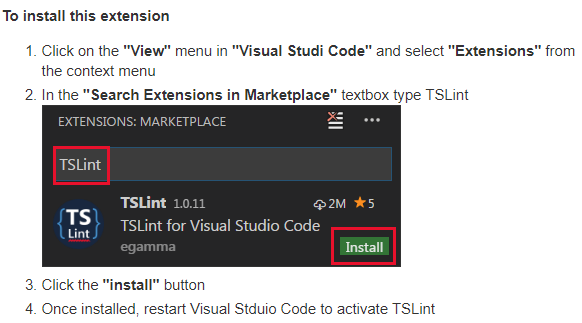 To install this extension
1. Click on the "View" menu in "Visual Studi Code" and select "Extensions" from
the context menu
2. In the "Search Extensions in Marketplace" textbox type TSLint
EXTENSIONS: MARKETPLACE
TSLint
TSLint 1.0.11 2M 5
TSLint for Visual Studio Code
egamma
Install
{TS}
Lint
3. Click the "install" button
4. Once installed, restart Visual Stduio Code to activate TSLint